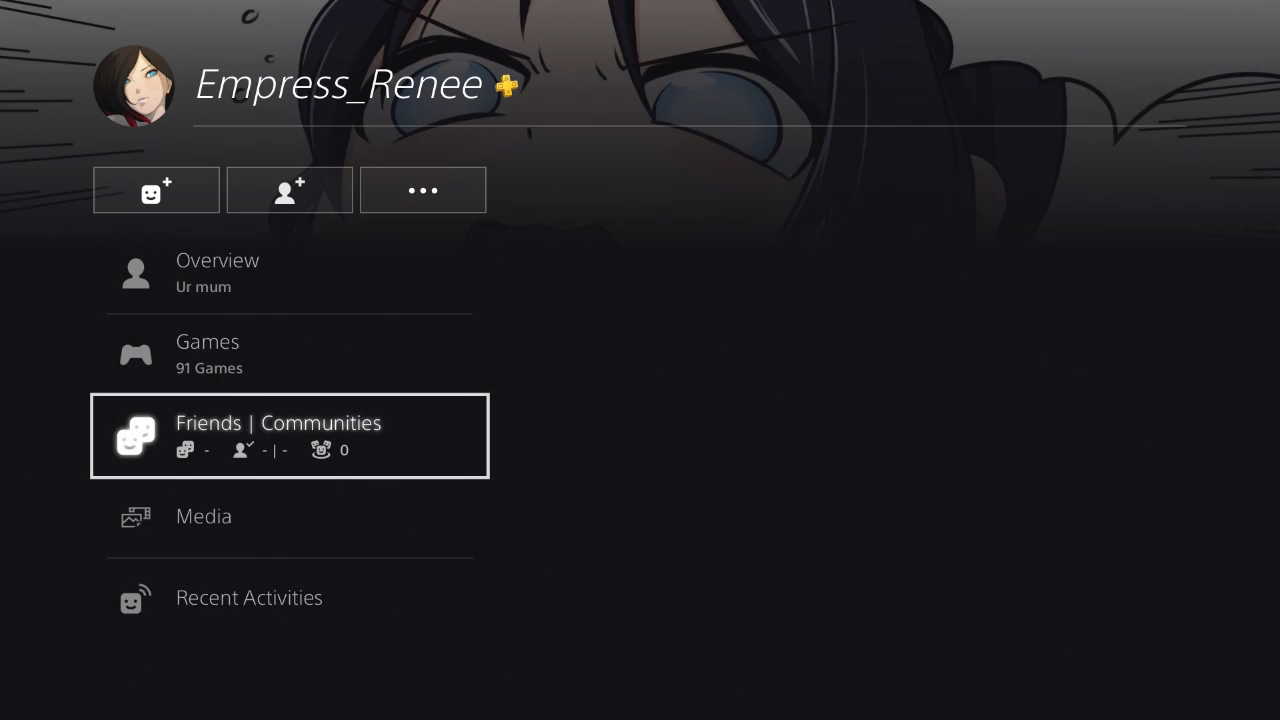 Empress_Renee
Overview
Ur mum
Games
91 Games
Friends | Communities
- - | - 0
Media
Recent Activities